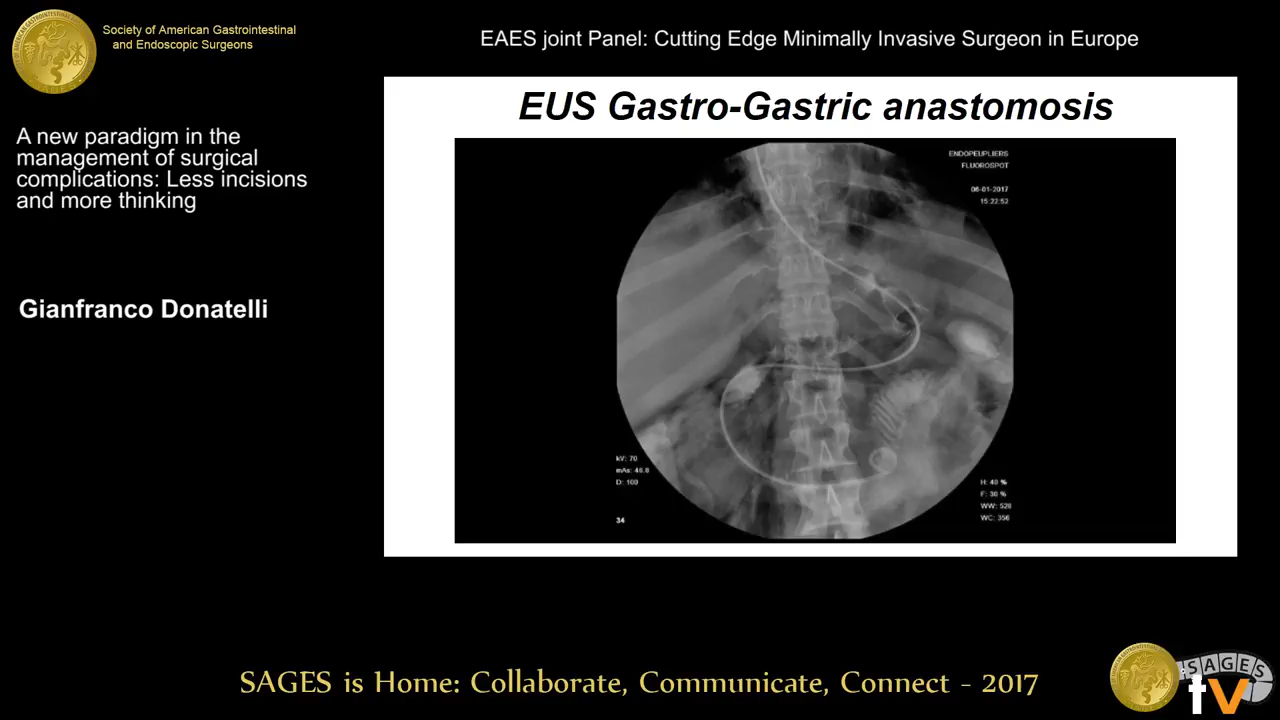 Society of American Gastrointestinal
and Endoscopic Surgeons
EAES joint Panel: Cutting Edge Minimally Invasive Surgeon in Europe
A new paradigm in the
management of surgical
complications: Less incisions
and more thinking
Gianfranco Donatelli
EUS Gastro-Gastric anastomosis
ENDOPEUPLIERS
FLUOROSPOT
06-01-2017
15:22:52
kV: 70
mAs: 46.8
D: 100
34
H: 40 %
F: 30 %
WW: 528
WC: 356
SAGES is Home: Collaborate, Communicate, Connect - 2017
SAGES
tv